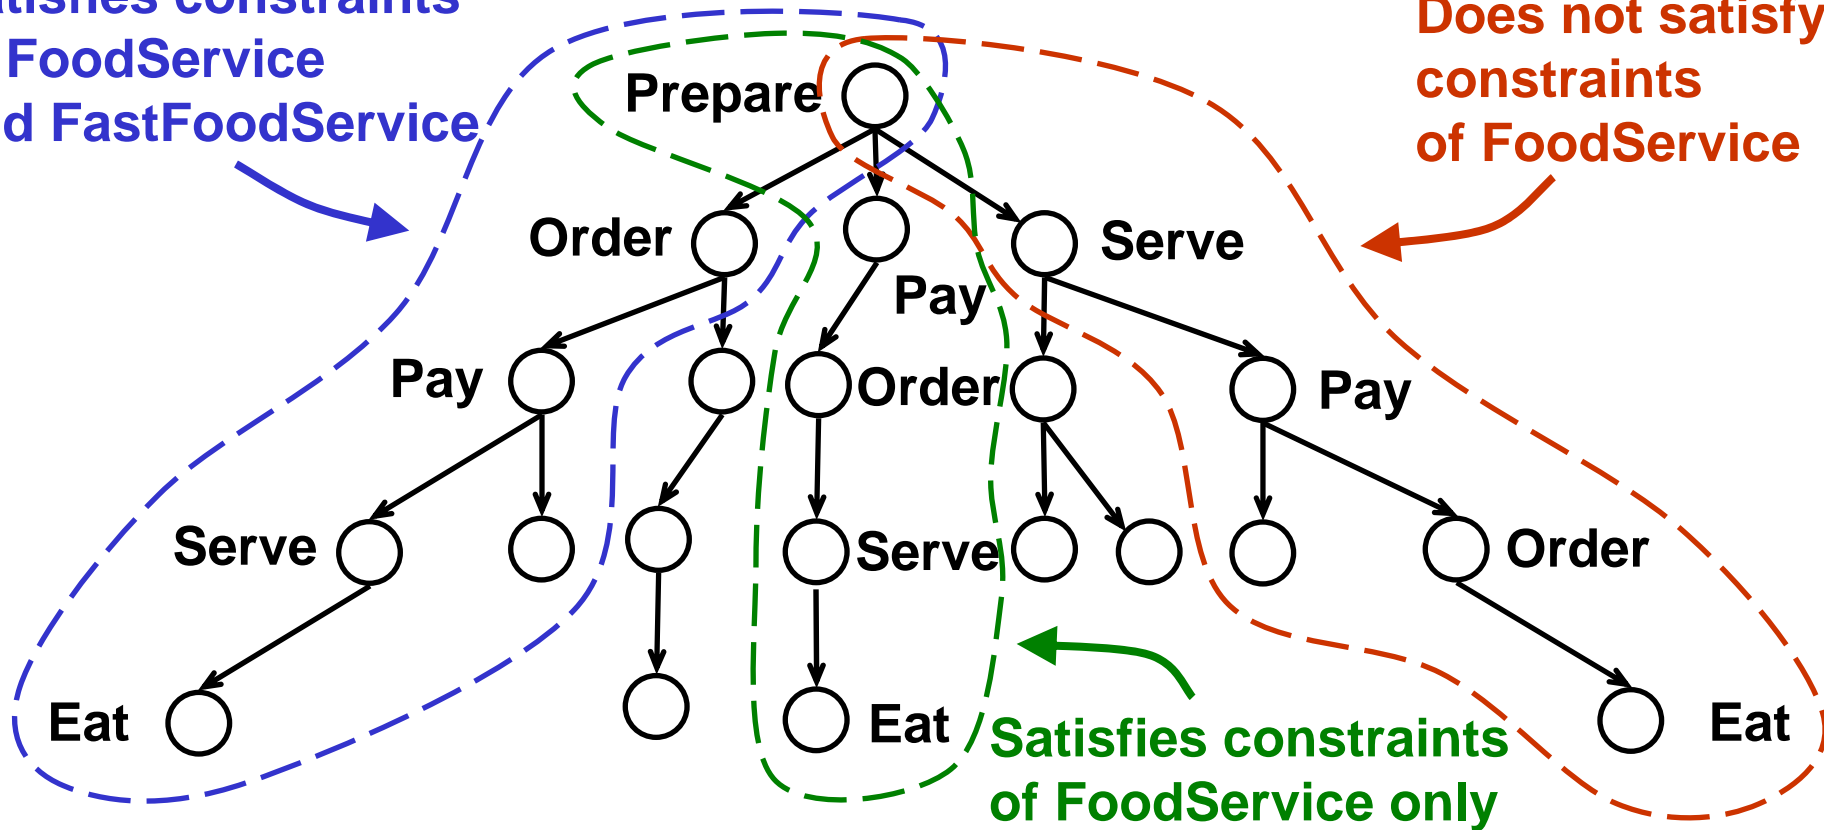 constraints
FoodService
FastFoodService
Does not satisfy
constraints
of FoodService
Prepare
Order
Serve
Pay
Pay
Order
Pay
Serve
Serve
Order
Eat
Eat
Eat
Satisfies constraints
of FoodService only